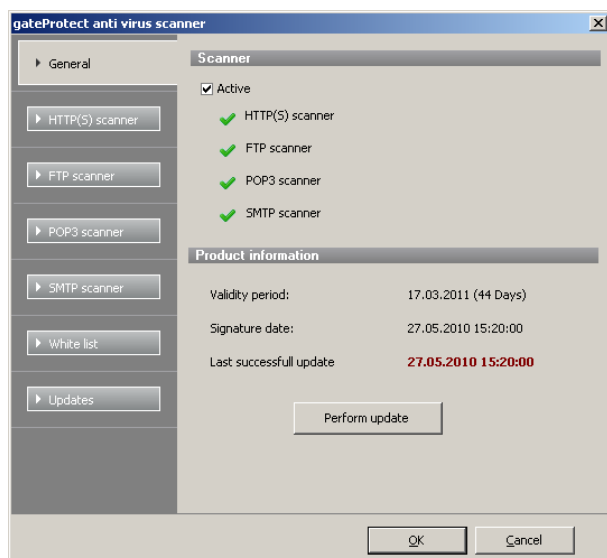 gateProtect anti virus scanner
General
HTTP(S) scanner
FTP scanner
POP3 scanner
SMTP scanner
White list
Updates
Scanner
Active
HTTP(S) scanner
FTP scanner
POP3 scanner
SMTP scanner
Product information
Validity period: 17.03.2011 (44 Days)
Signature date: 27.05.2010 15:20:00
Last successfull update 27.05.2010 15:20:00
Perform update
OK Cancel